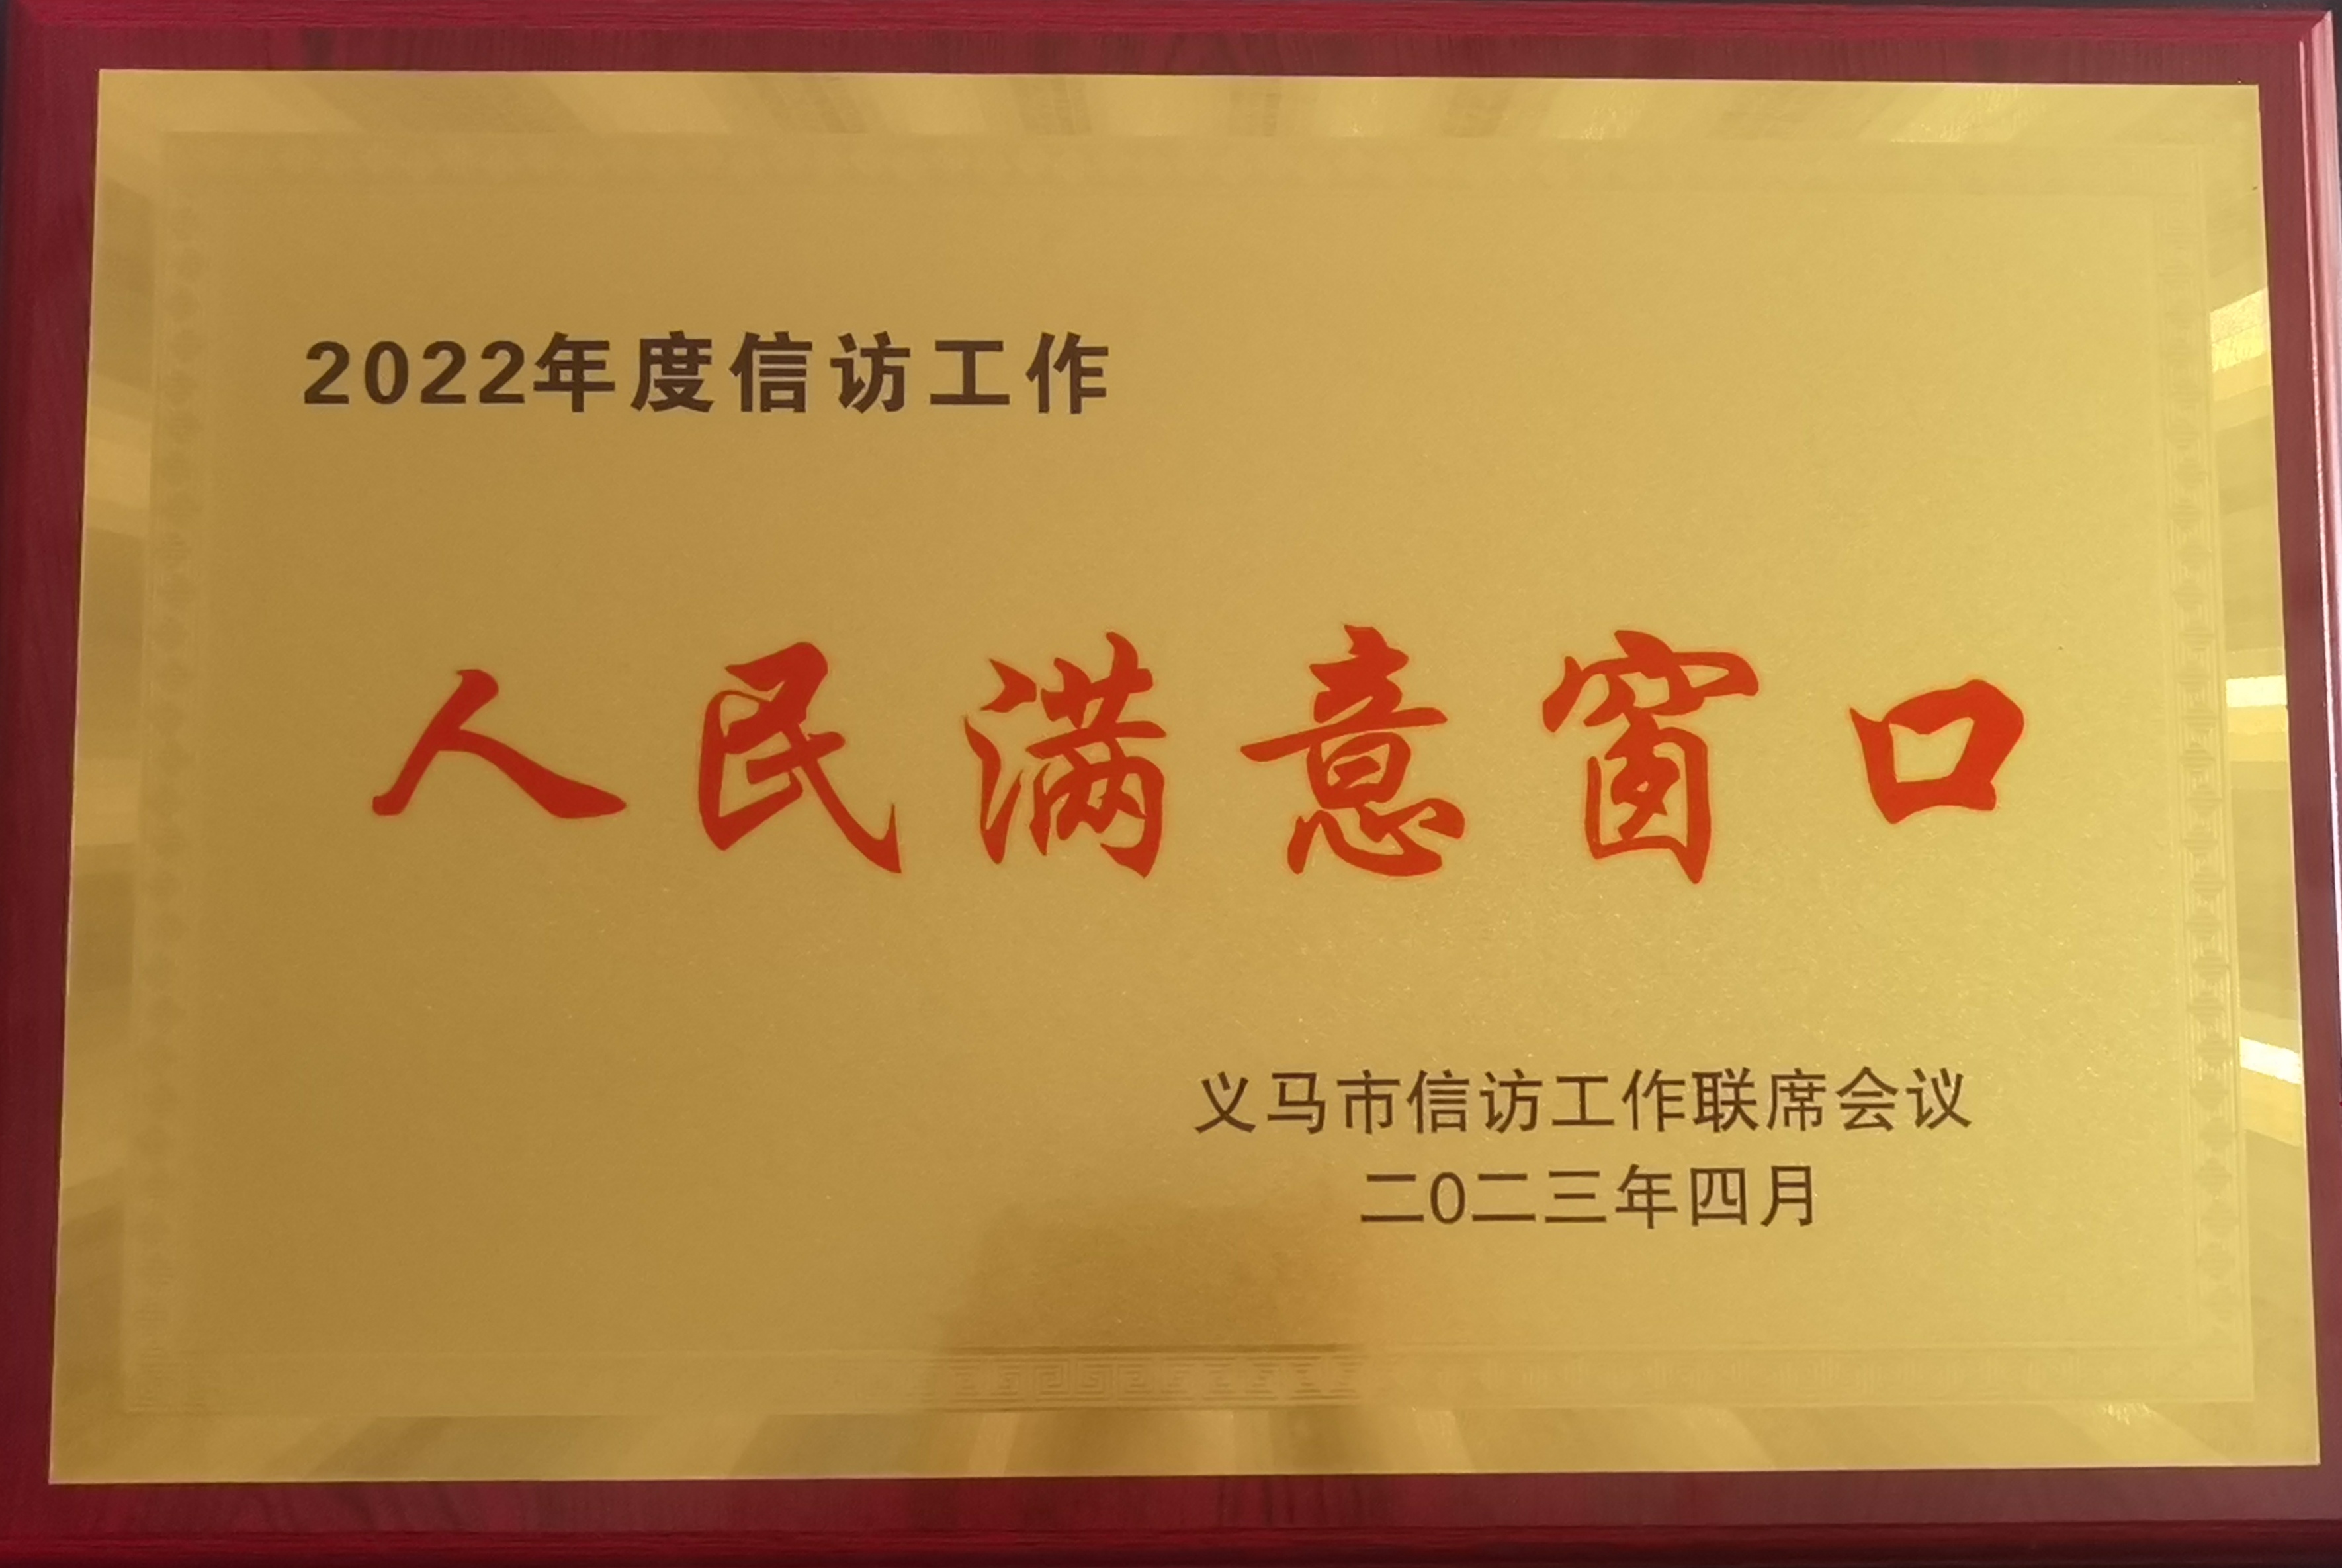 2022年度信访工作
人民满意窗口
义马市信访工作联席会议
二0二三年四月